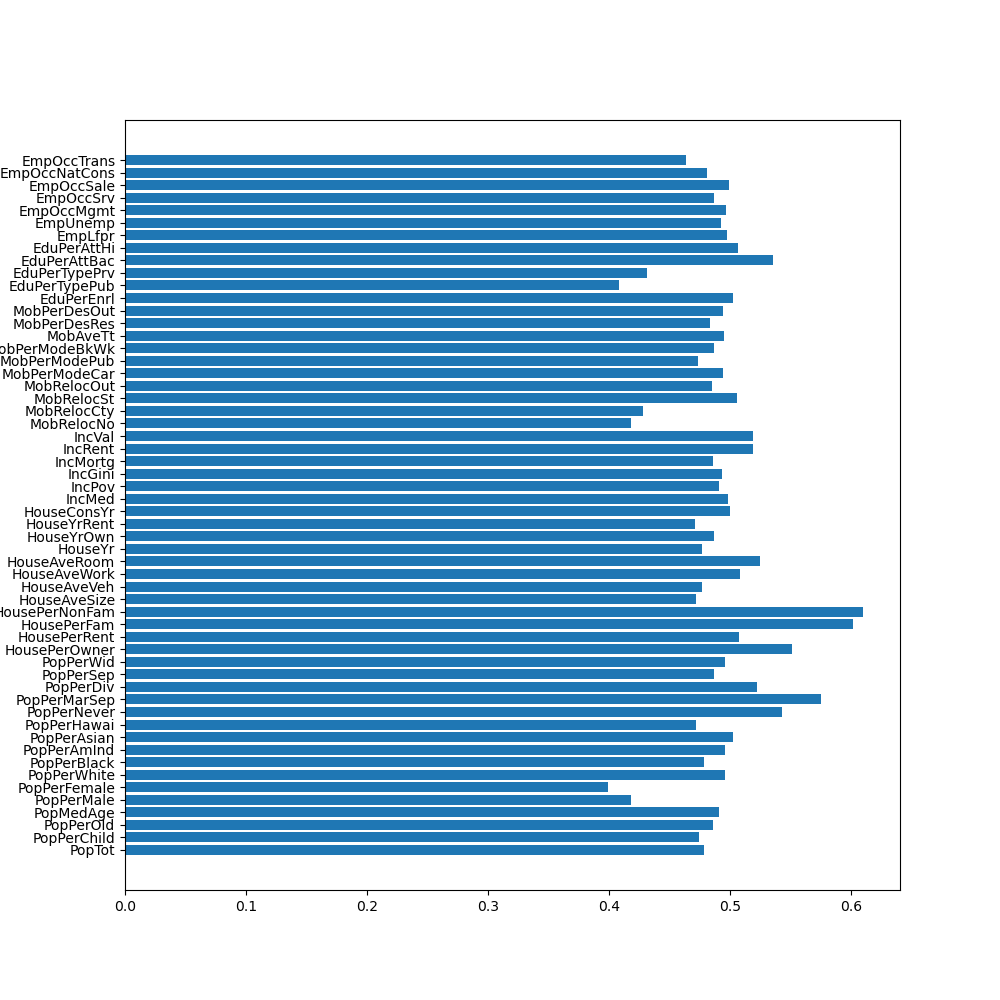 EmpOccTrans
EmpOccNatCons
EmpOccSale
EmpOccSrv
EmpOccMgmt
EmpUnemp
EmpLfpr
EduPerAttHi
EduPerAttBac
EduPerTypePrv
EduPerTypePub
EduPerEnrl
MobPerDesOut
MobPerDesRes
MobAveTt
obPerModeBkWk
MobPerModePub
MobPerModeCar
MobRelocOut
MobRelocSt
MobRelocCty
MobRelocNo
IncVal
IncRent
IncMortg
IncGini
IncPov
IncMed
HouseConsYr
HouseYrRent
HouseYrOwn
HouseYr
HouseAveRoom
HouseAveWork
HouseAveVeh
HouseAveSize
HousePerNonFam
HousePerFam
HousePerRent
HousePerOwner
PopPerWid
PopPerSep
PopPerDiv
PopPerMarSep
PopPerNever
PopPerHawai
PopPerAsian
PopPerAmInd
PopPerBlack
PopPerWhite
PopPerFemale
PopPerMale
PopMedAge
PopPerOld
PopPerChild
PopTot
0.0 0.1 0.2 0.3 0.4 0.5 0.6